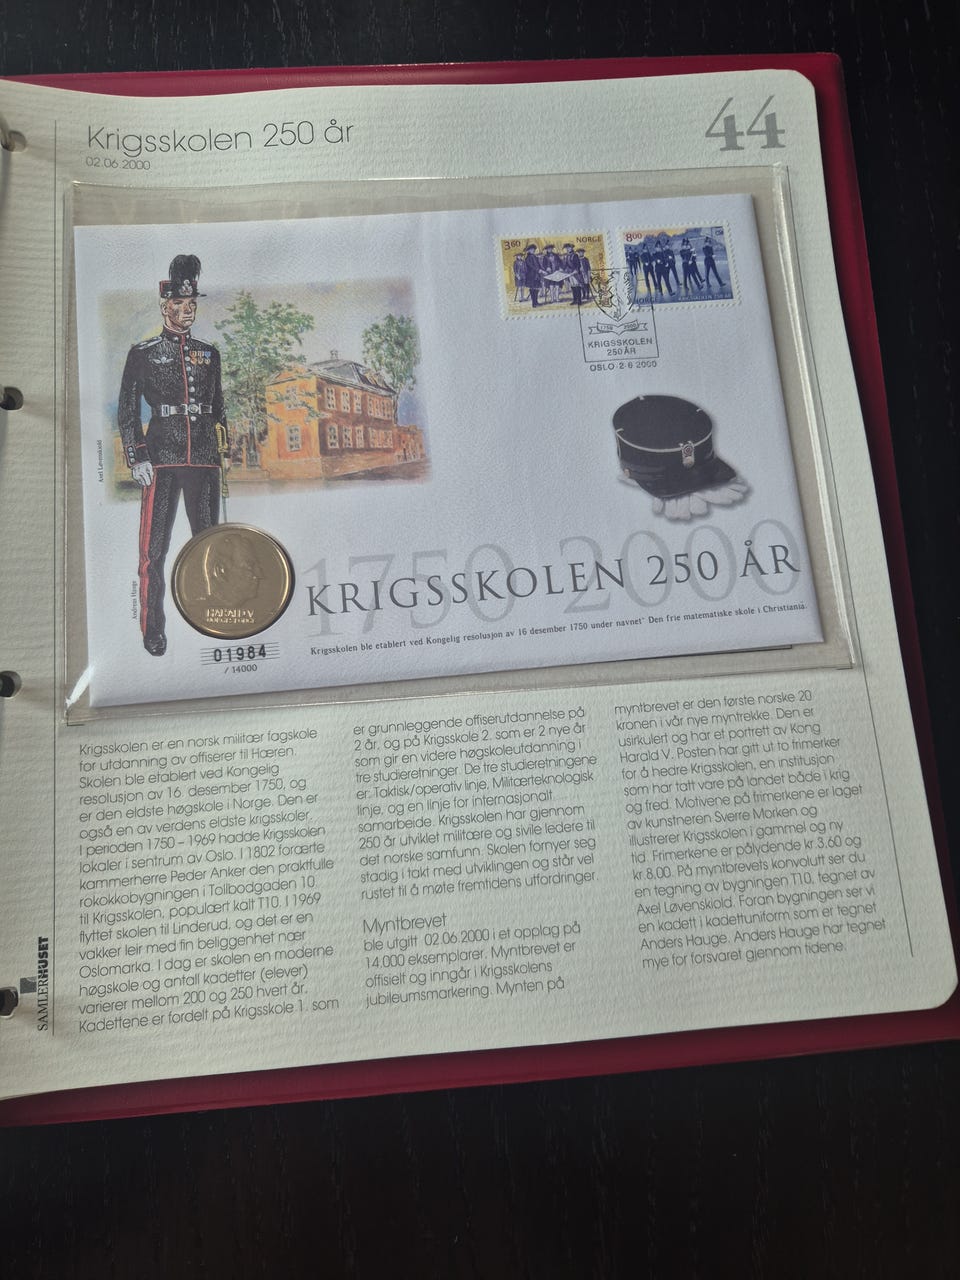 Krigsskolen 250 år
02.06.2000
44
3,60 NORGE
8,00
NORGE KRIGSSKOLEN 250 ÅR
1750 2000
KRIGSSKOLEN
250 ÅR
OSLO 2·6 2000
Axel Løvenskiold
Anders Hauge
HARALD V
NORGES KONGE
1750 2000
KRIGSSKOLEN 250 ÅR
Krigsskolen ble etablert ved Kongelig resolusjon av 16 desember 1750 under navnet" Den frie matematiske skole i Christiania.
01984
/ 14000
Krigsskolen er en norsk militær fagskole
for utdanning av offiserer til Hæren.
Skolen ble etablert ved Kongelig
resolusjon av 16. desember 1750, og
er den eldste høgskole i Norge. Den er
også en av verdens eldste krigsskoler.
I perioden 1750 – 1969 hadde Krigsskolen
lokaler i sentrum av Oslo. I 1802 forærte
kammerherre Peder Anker den praktfulle
rokokkobygningen i Tollbodgaden 10,
til Krigsskolen, populært kalt T10. I 1969
flyttet skolen til Linderud, og det er en
vakker leir med fin beliggenhet nær
Oslomarka. I dag er skolen en moderne
høgskole og antall kadetter (elever)
varierer mellom 200 og 250 hvert år.
Kadettene er fordelt på Krigsskole 1, som
er grunnleggende offiserutdannelse på
2 år, og på Krigsskole 2, som er 2 nye år
som gir en videre høgskoleutdanning i
tre studieretninger. De tre studieretningene
er; Taktisk/operativ linje, Militærteknologisk
linje, og en linje for internasjonalt
samarbeide. Krigsskolen har gjennom
250 år utviklet militære og sivile ledere til
det norske samfunn. Skolen fornyer seg
stadig i takt med utviklingen og står vel
rustet til å møte fremtidens utfordringer.
Myntbrevet
ble utgitt 02.06.2000 i et opplag på
14.000 eksemplarer. Myntbrevet er
offisielt og inngår i Krigsskolens
jubileumsmarkering. Mynten på
myntbrevet er den første norske 20
kronen i vår nye myntrekke. Den er
usirkulert og har et portrett av Kong
Harald V. Posten har gitt ut to frimerker
for å hedre Krigsskolen, en institusjon
som har tatt vare på landet både i krig
og fred. Motivene på frimerkene er laget
av kunstneren Sverre Morken og
illustrerer Krigsskolen i gammel og ny
tid. Frimerkene er pålydende kr.3,60 og
kr.8,00. På myntbrevets konvolutt ser du
en tegning av bygningen T10, tegnet av
Axel Løvenskiold. Foran bygningen ser vi
en kadett i kadettuniform som er tegnet
Anders Hauge. Anders Hauge har tegnet
mye for forsvaret gjennom tidene.
SAMLERHUSET